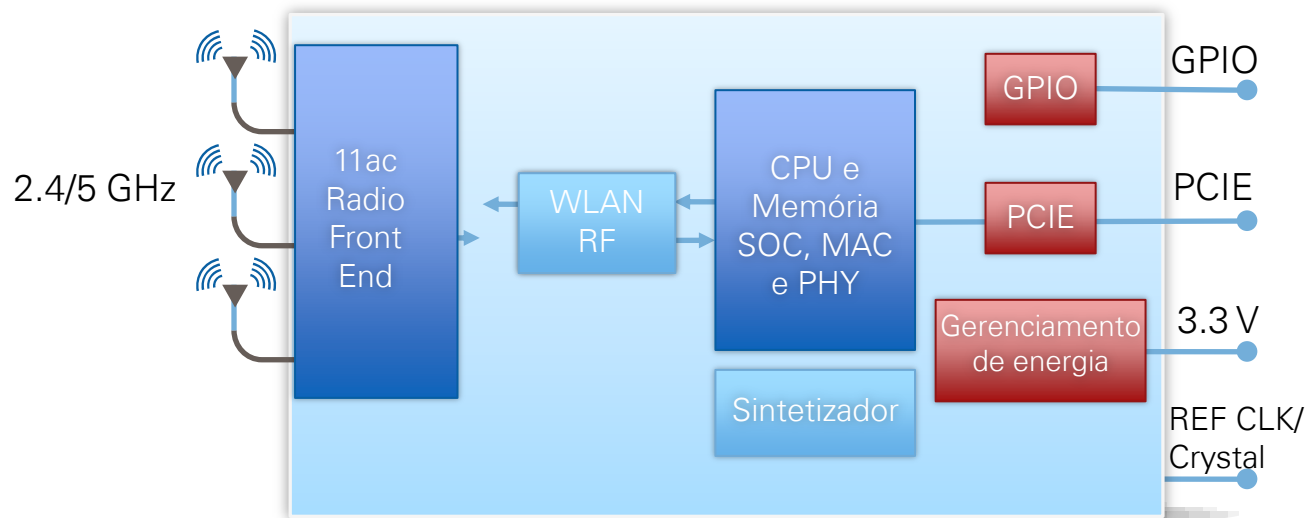 2.4/5 GHz
11ac
Radio
Front
End
WLAN
RF
CPU e
Memória
SOC, MAC
e PHY
Sintetizador
GPIO
GPIO
PCIE
PCIE
Gerenciamento
de energia
3.3 V
REF CLK/
Crystal